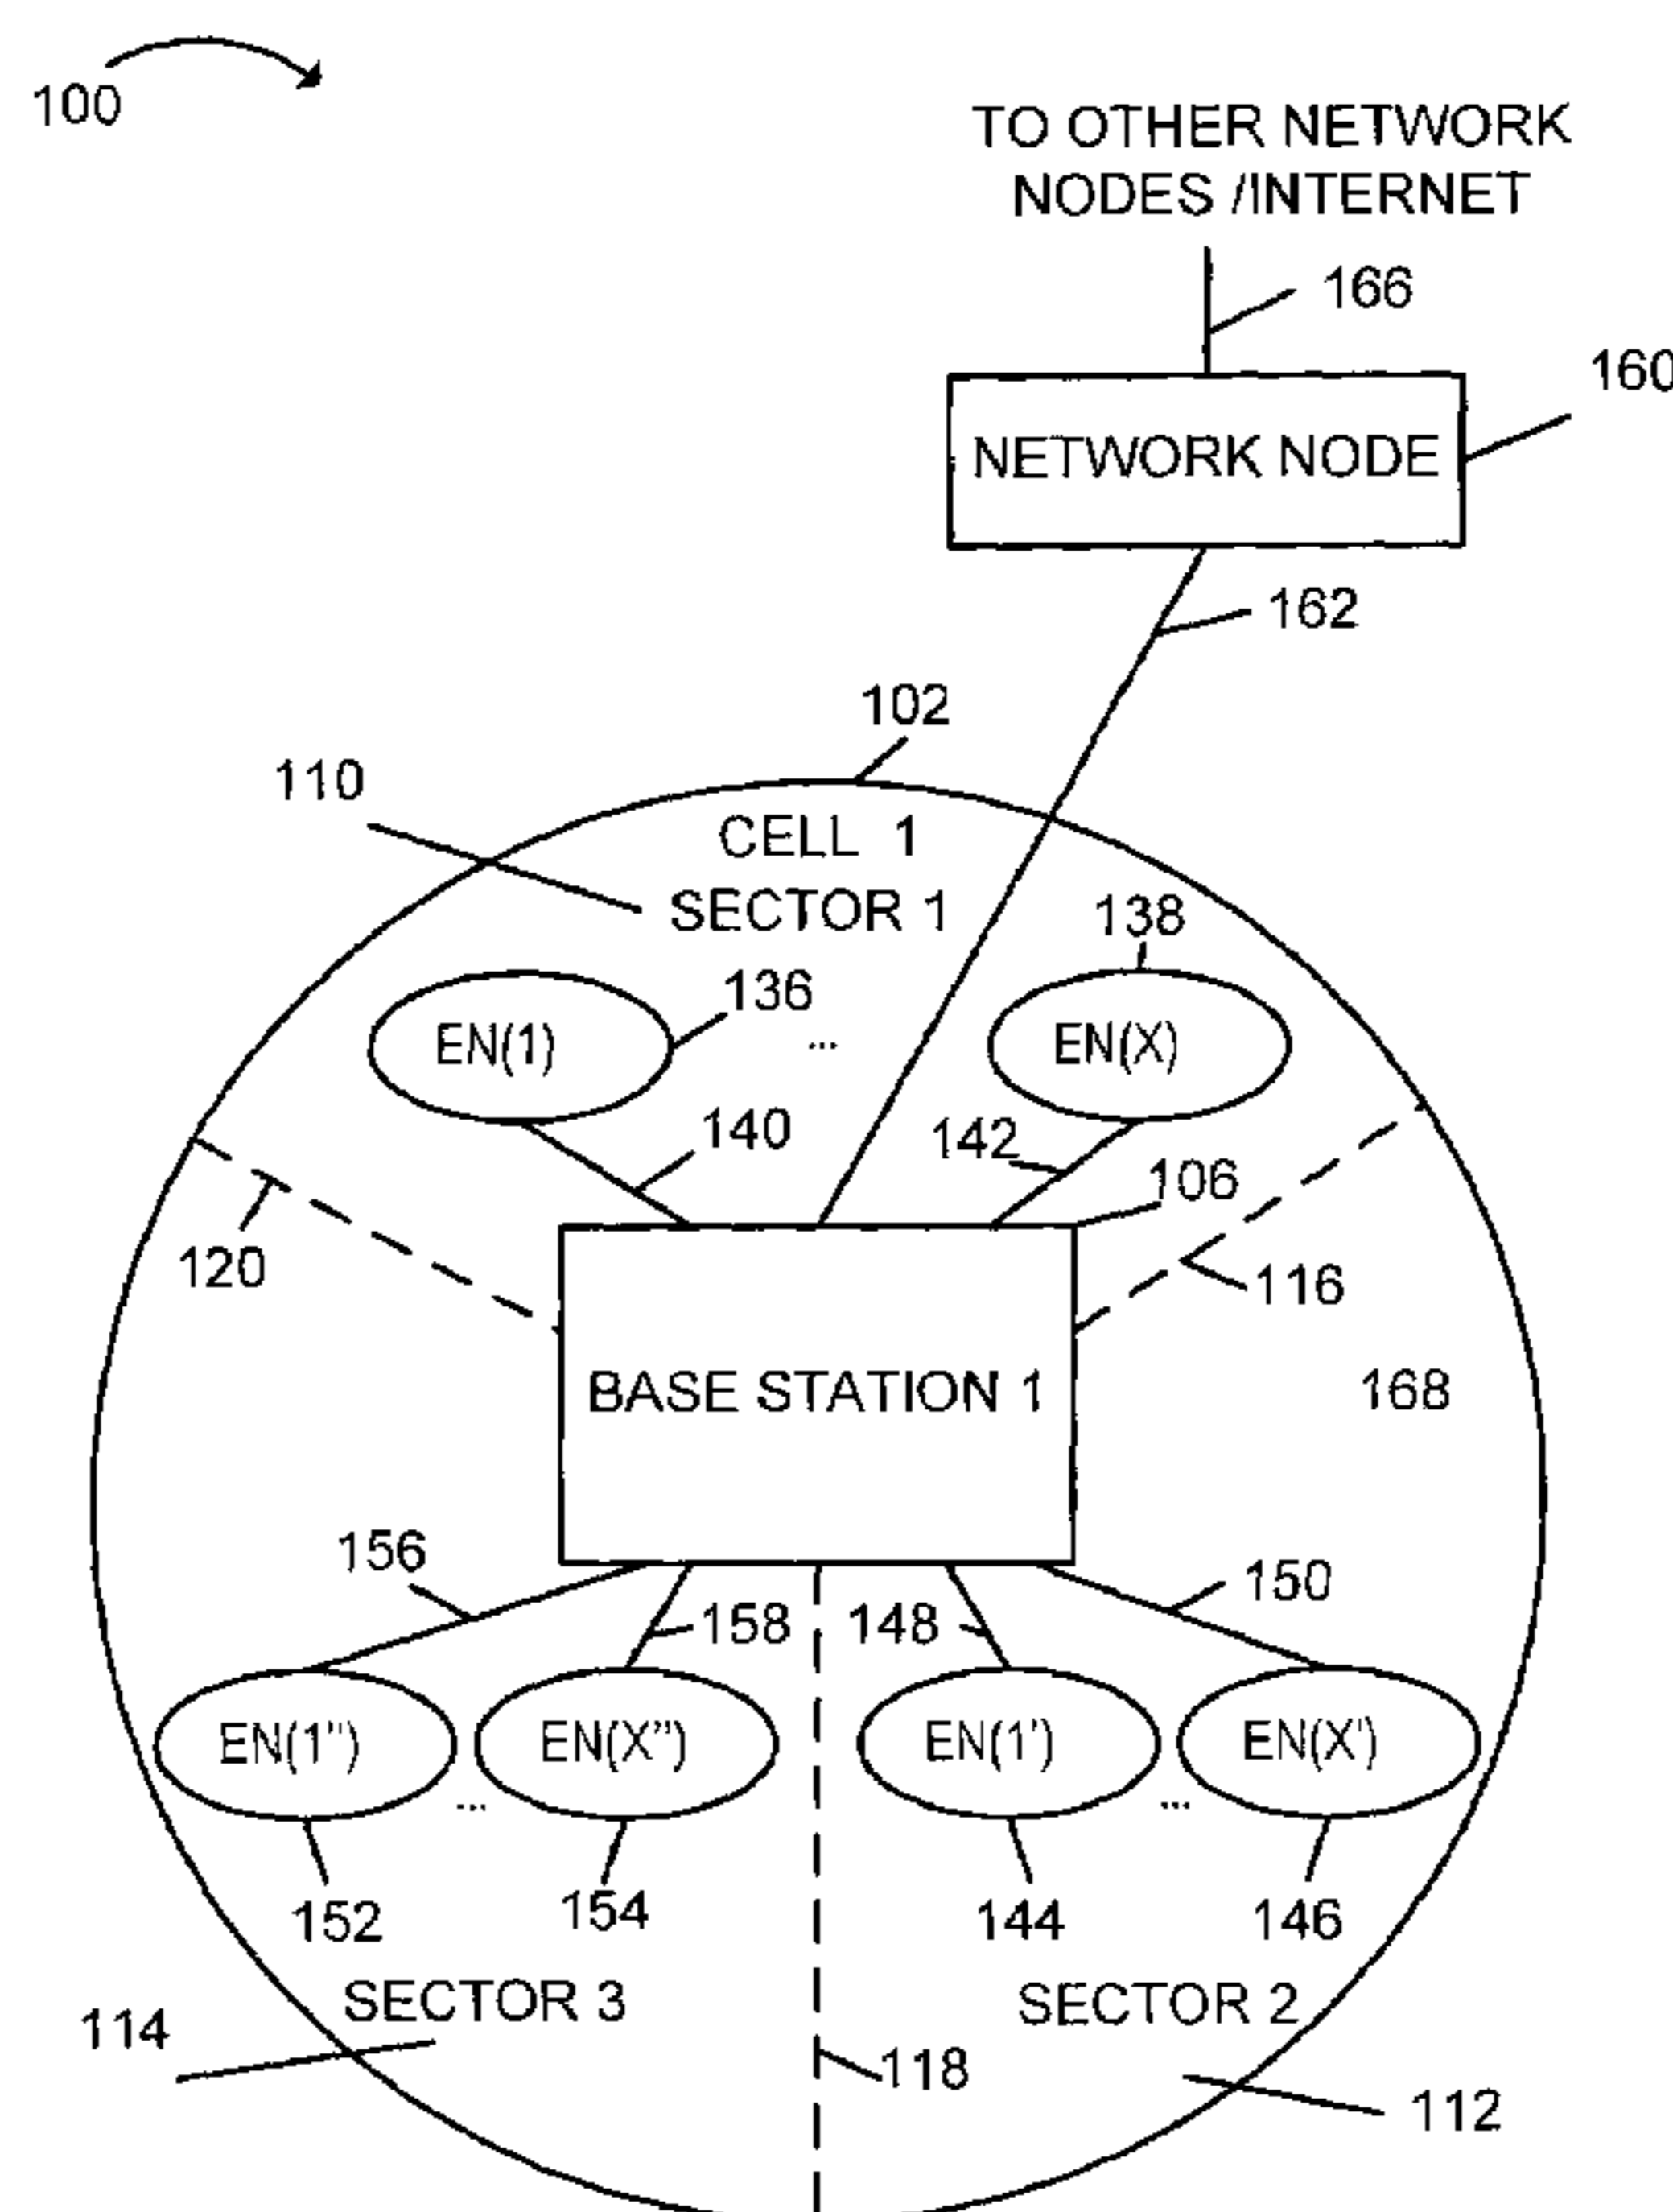 100
TO OTHER NETWORK
NODES /INTERNET
166
160
NETWORK NODE
162
102
110
CELL 1
SECTOR 1
138
136
EN(1)
...
EN(X)
140
142
106
120
116
BASE STATION 1
168
156
150
158
148
EN(1'')
...
EN(X'')
EN(1')
...
EN(X')
152
154
144
146
SECTOR 3
SECTOR 2
114
118
112